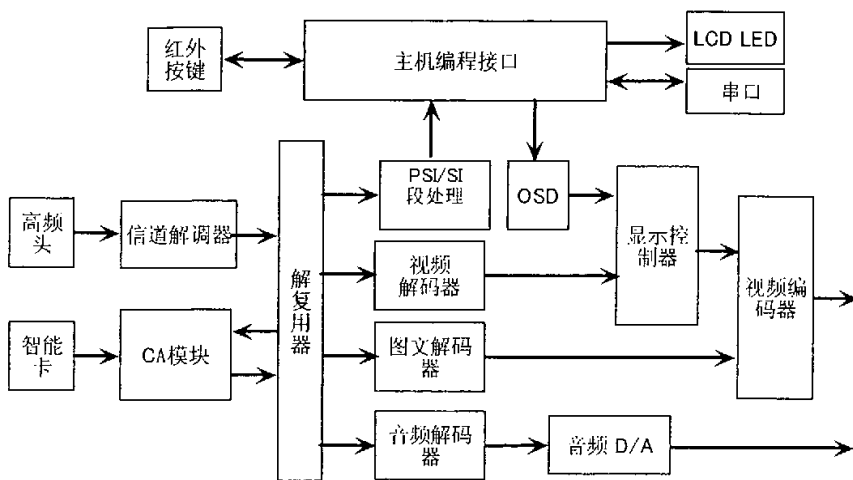 红外
按键
主机编程接口
LCD LED
串口
PSI/SI
段处理
OSD
高频
头
信道解调器
解
复
用
器
视频
解码器
显示控
制器
视频编
码器
智能
卡
CA模块
图文解码
器
音频解码
器
音频 D/A